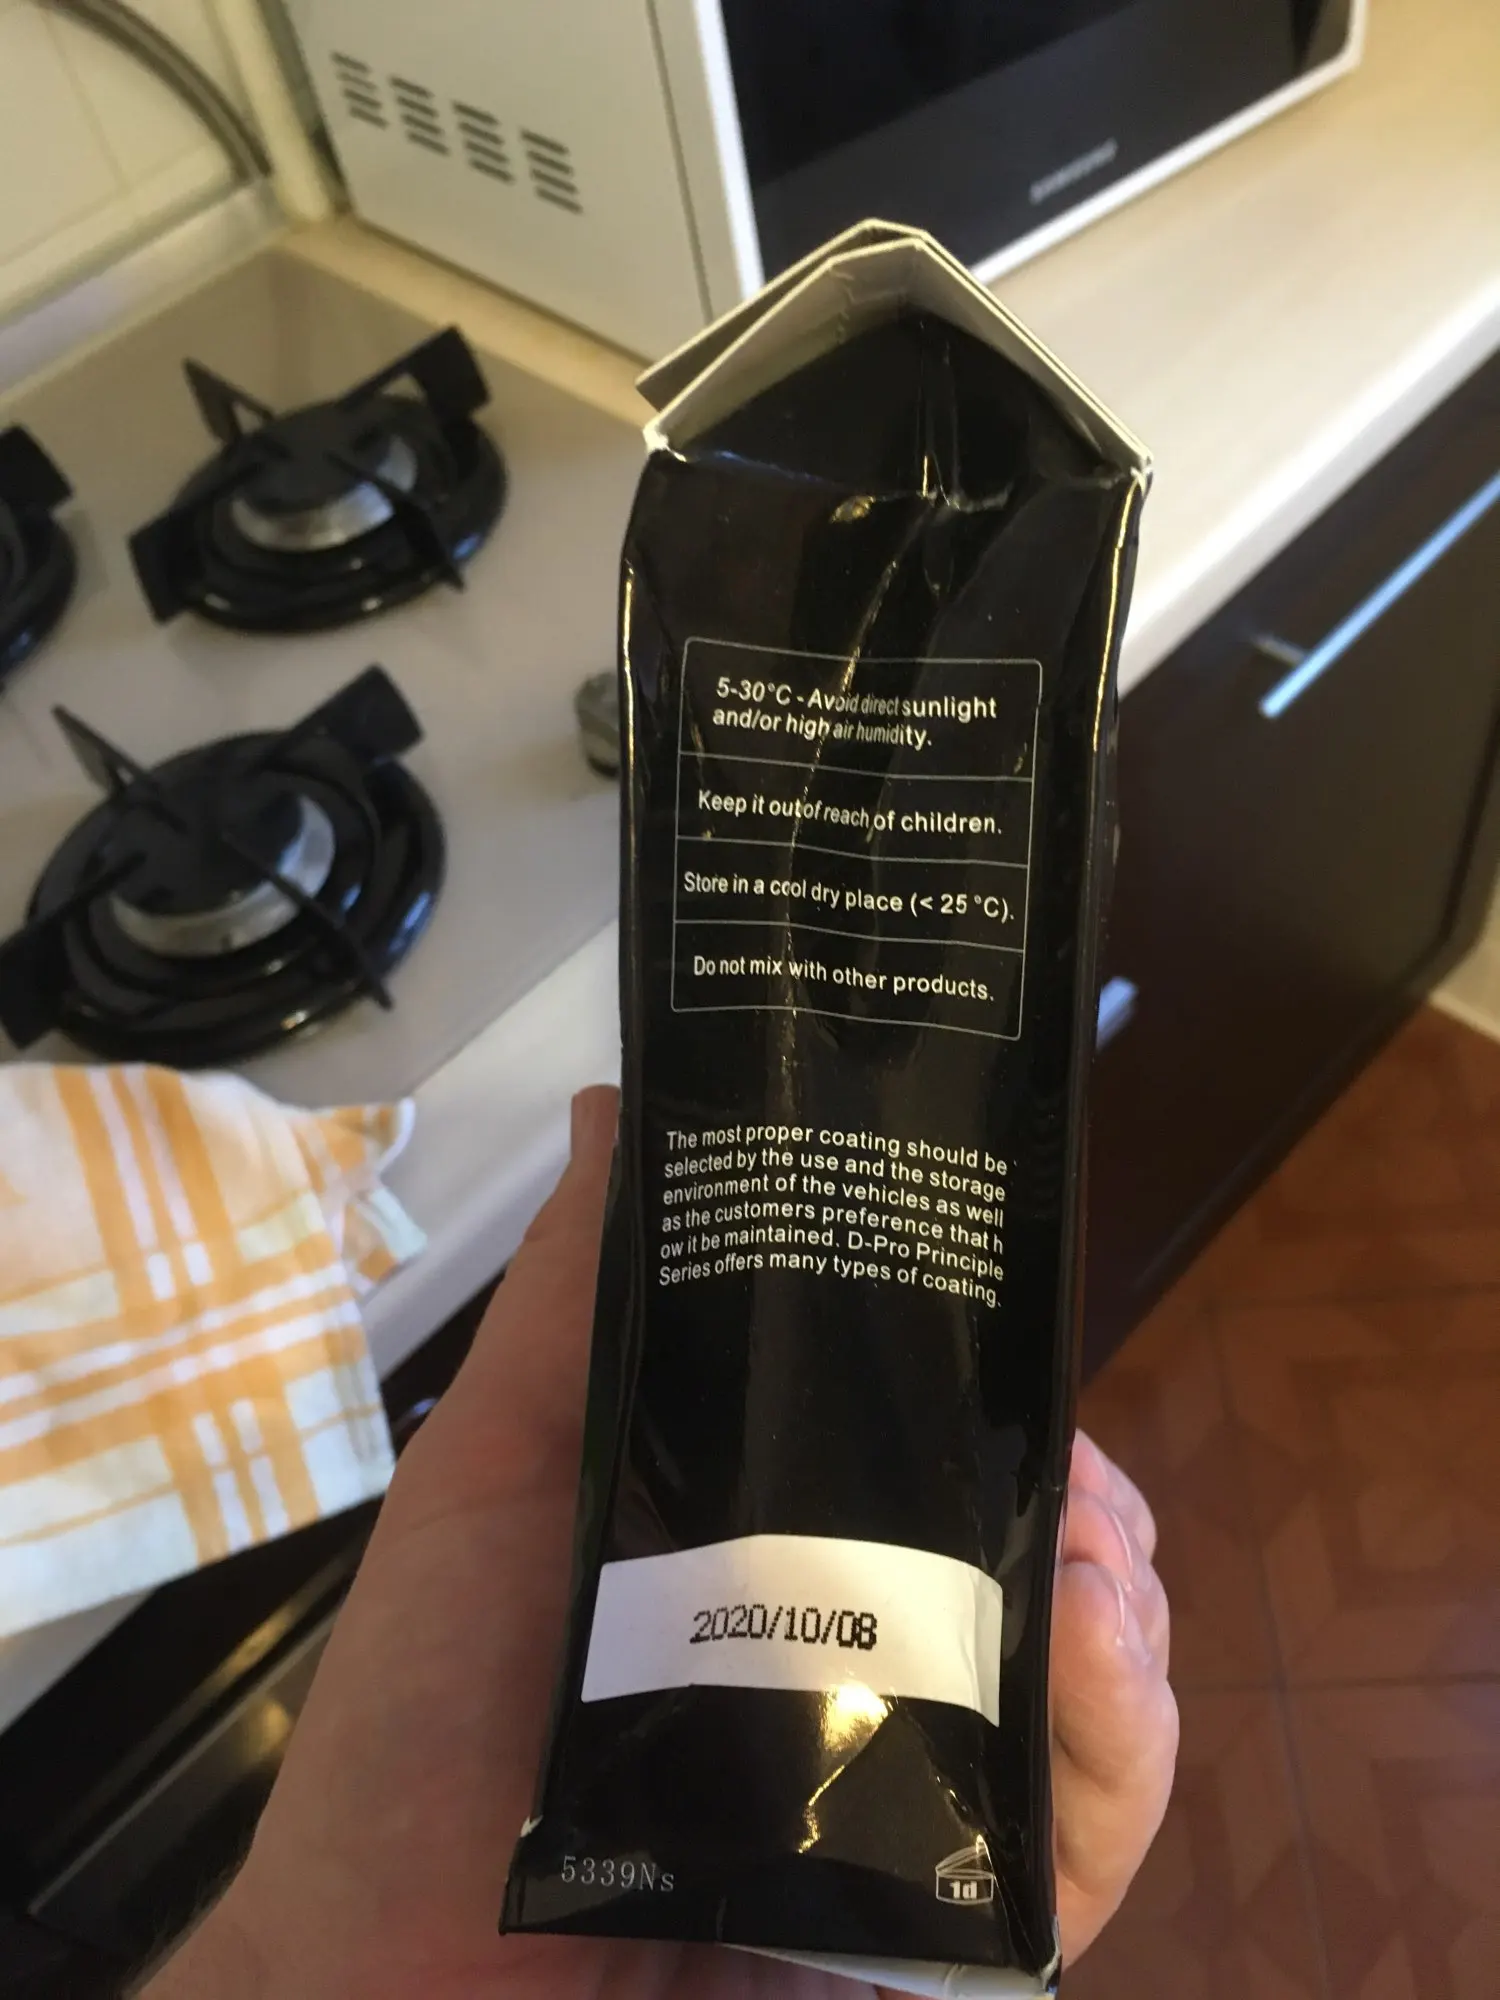 SAMSUNG
5-30°C - Avoid direct sunlight
and/or high air humidity.
Keep it out of reach of children.
Store in a cool dry place (< 25 °C).
Do not mix with other products.
The most proper coating should be
selected by the use and the storage
environment of the vehicles as well
as the customers preference that h
ow it be maintained. D-Pro Principle
Series offers many types of coating.
2020/10/08
5339Ns
1d